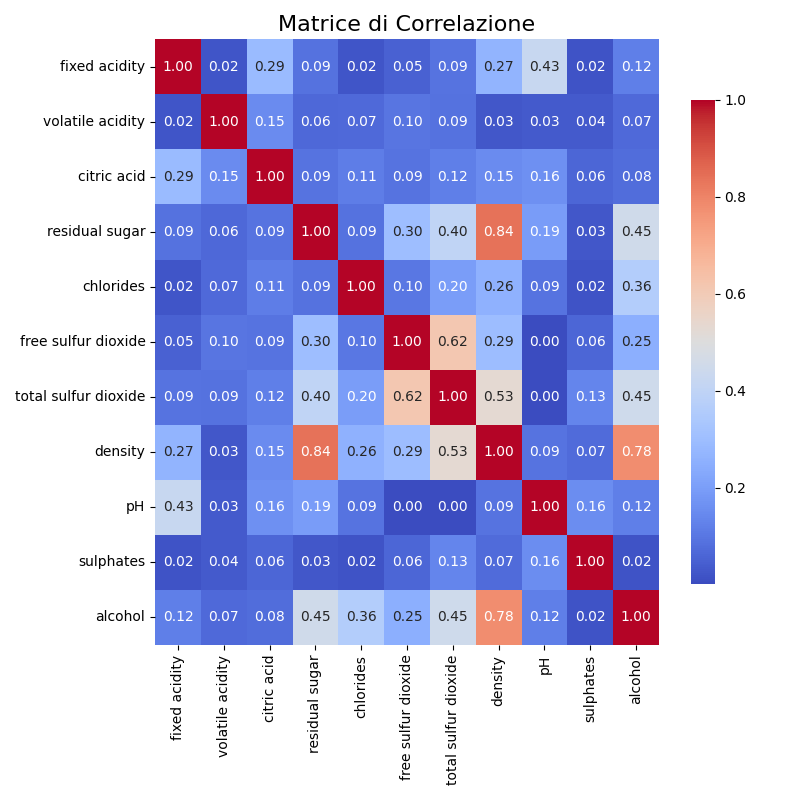 Matrice di Correlazione
fixed acidity 1.00 0.02 0.29 0.09 0.02 0.05 0.09 0.27 0.43 0.02 0.12
volatile acidity 0.02 1.00 0.15 0.06 0.07 0.10 0.09 0.03 0.03 0.04 0.07
citric acid 0.29 0.15 1.00 0.09 0.11 0.09 0.12 0.15 0.16 0.06 0.08
residual sugar 0.09 0.06 0.09 1.00 0.09 0.30 0.40 0.84 0.19 0.03 0.45
chlorides 0.02 0.07 0.11 0.09 1.00 0.10 0.20 0.26 0.09 0.02 0.36
free sulfur dioxide 0.05 0.10 0.09 0.30 0.10 1.00 0.62 0.29 0.00 0.06 0.25
total sulfur dioxide 0.09 0.09 0.12 0.40 0.20 0.62 1.00 0.53 0.00 0.13 0.45
density 0.27 0.03 0.15 0.84 0.26 0.29 0.53 1.00 0.09 0.07 0.78
pH 0.43 0.03 0.16 0.19 0.09 0.00 0.00 0.09 1.00 0.16 0.12
sulphates 0.02 0.04 0.06 0.03 0.02 0.06 0.13 0.07 0.16 1.00 0.02
alcohol 0.12 0.07 0.08 0.45 0.36 0.25 0.45 0.78 0.12 0.02 1.00
fixed acidity
volatile acidity
citric acid
residual sugar
chlorides
free sulfur dioxide
total sulfur dioxide
density
pH
sulphates
alcohol
1.0
0.8
0.6
0.4
0.2